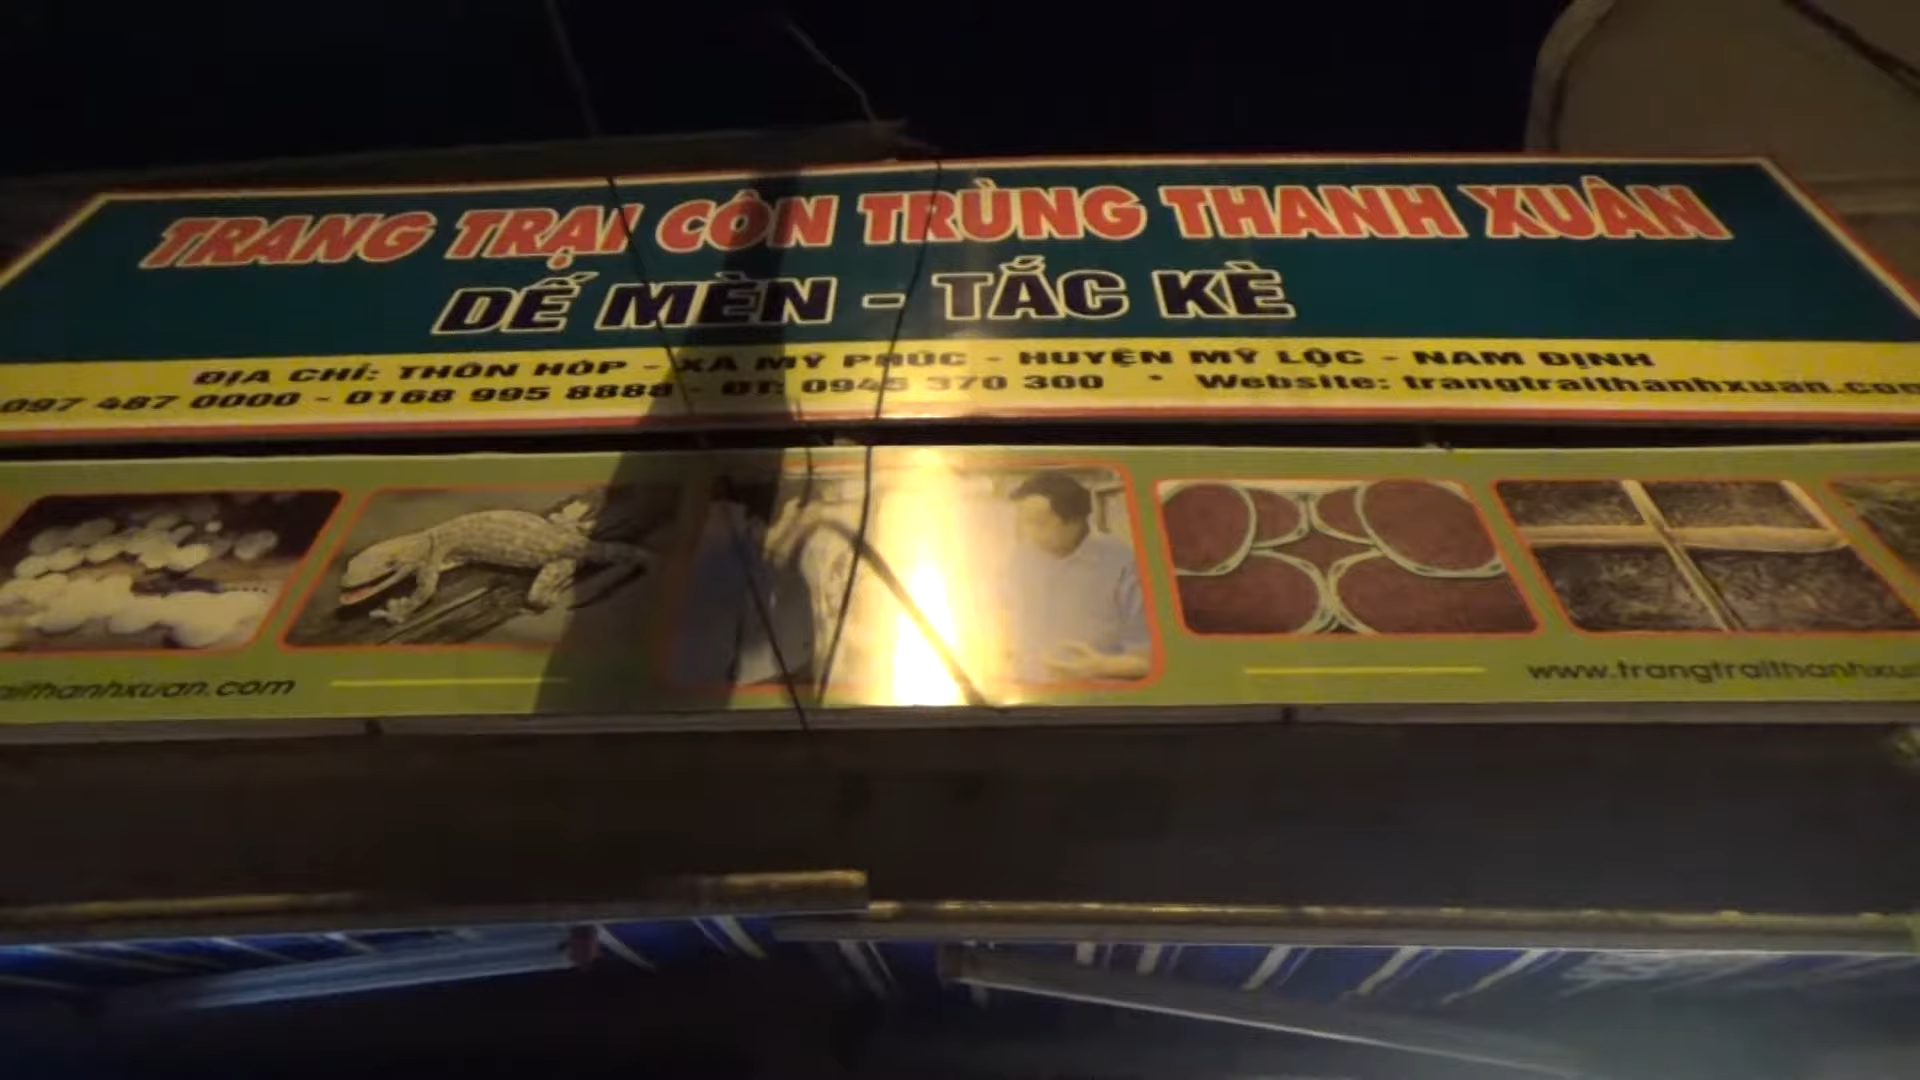 TRANG TRẠI CÔN TRÙNG THANH XUÂN
DẾ MÈN - TẮC KÈ
ĐỊA CHỈ: THÔN HÓP - XÃ MỸ PHÚC - HUYỆN MỸ LỘC - NAM ĐỊNH
097 487 0000 - 0168 995 8888 - ĐT: 0945 370 300 * Website: trangtraithanhxuan.com
aithanhxuan.com
www.trangtraithanhxu